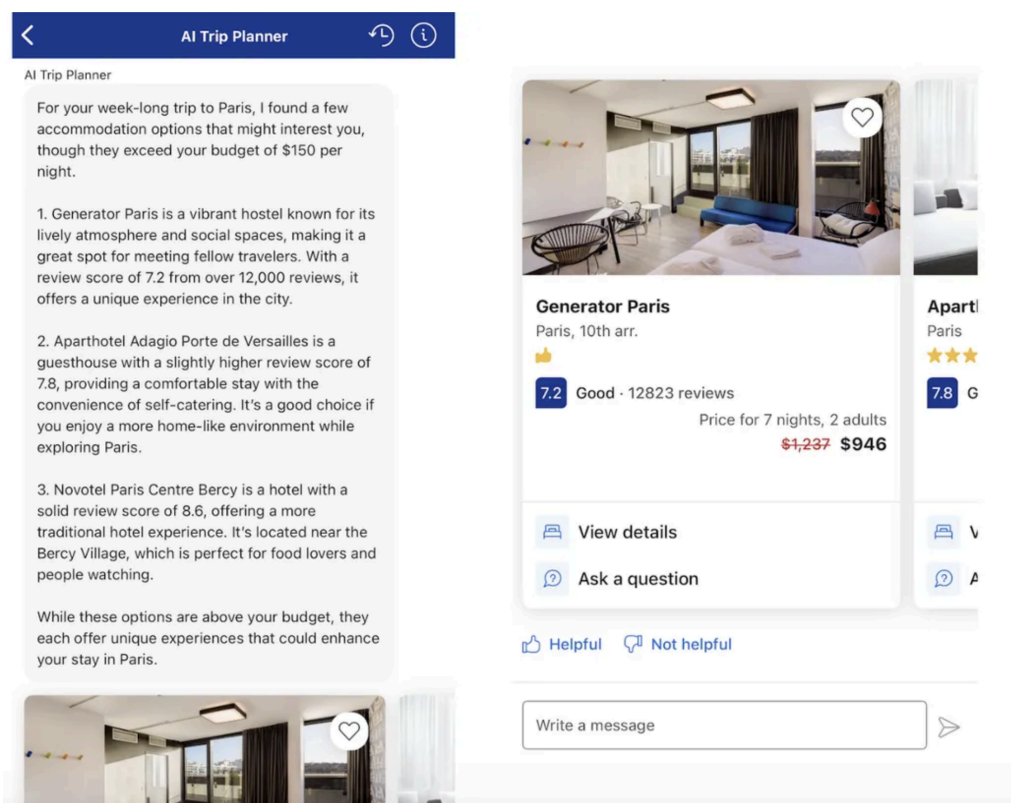 AI Trip Planner
AI Trip Planner
For your week-long trip to Paris, I found a few
accommodation options that might interest you,
though they exceed your budget of $150 per
night.
1. Generator Paris is a vibrant hostel known for its
lively atmosphere and social spaces, making it a
great spot for meeting fellow travelers. With a
review score of 7.2 from over 12,000 reviews, it
offers a unique experience in the city.
2. Aparthotel Adagio Porte de Versailles is a
guesthouse with a slightly higher review score of
7.8, providing a comfortable stay with the
convenience of self-catering. It's a good choice if
you enjoy a more home-like environment while
exploring Paris.
3. Novotel Paris Centre Bercy is a hotel with a
solid review score of 8.6, offering a more
traditional hotel experience. It's located near the
Bercy Village, which is perfect for food lovers and
people watching.
While these options are above your budget, they
each offer unique experiences that could enhance
your stay in Paris.
Generator Paris
Paris, 10th arr.
7.2 Good · 12823 reviews
Price for 7 nights, 2 adults
$1,237 $946
View details
Ask a question
Apart
Paris
7.8 G
V
A
Helpful Not helpful
Write a message